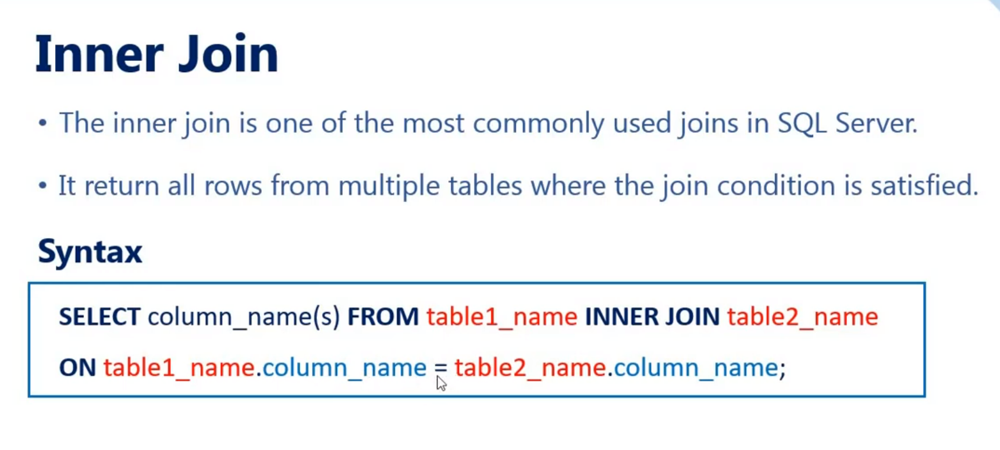 Inner Join
• The inner join is one of the most commonly used joins in SQL Server.
• It return all rows from multiple tables where the join condition is satisfied.
Syntax
SELECT column_name(s) FROM table1_name INNER JOIN table2_name
ON table1_name.column_name = table2_name.column_name;